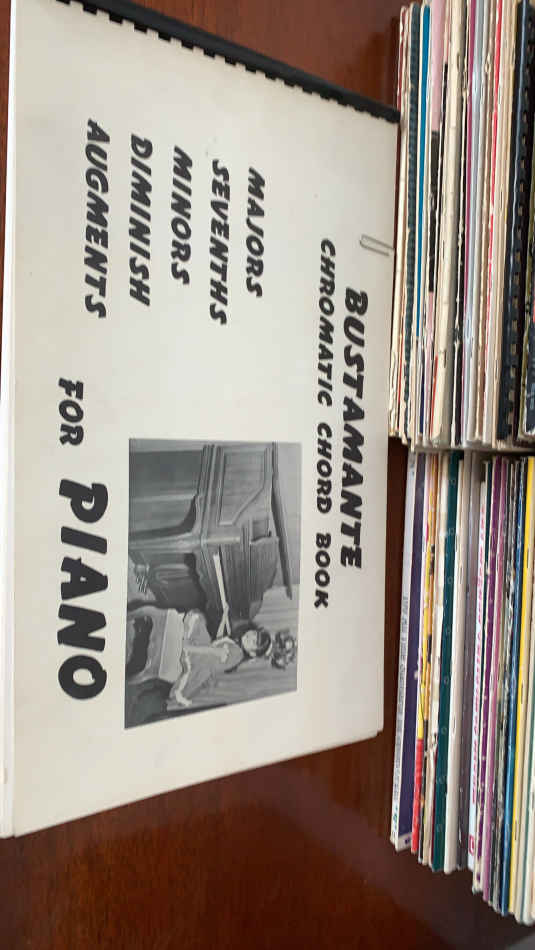 BUSTAMANTE
CHROMATIC CHORD BOOK
MAJORS
SEVENTHS
MINORS
DIMINISH
AUGMENTS
FOR PIANO